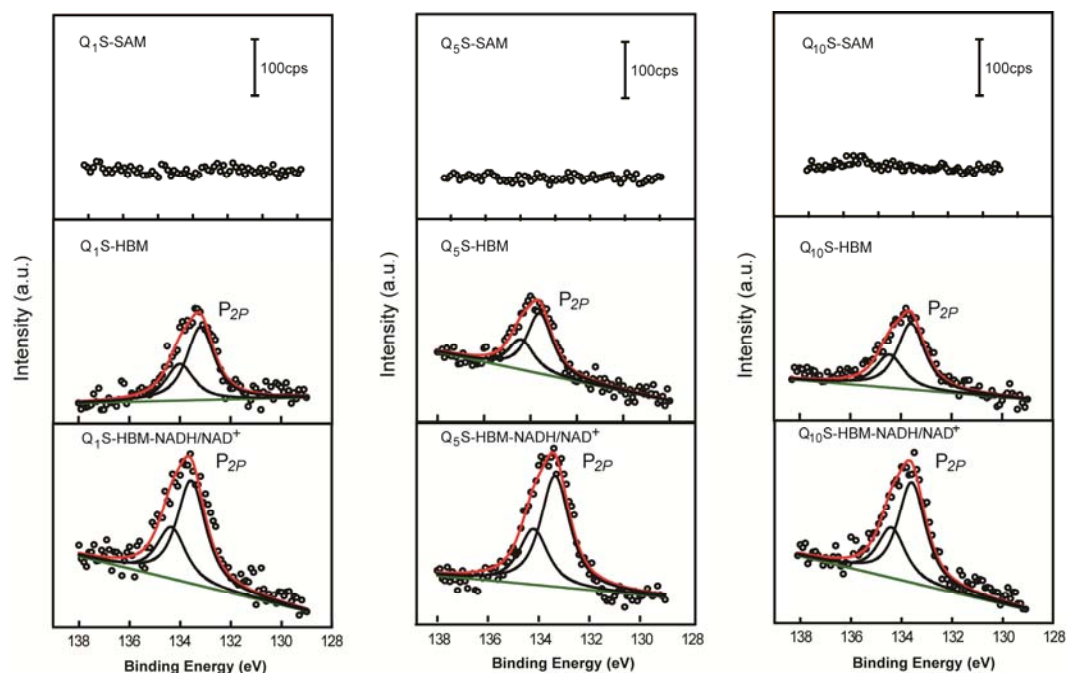 Q₁S-SAM
100cps
Q₁S-HBM
P₂P
Q₁S-HBM-NADH/NAD⁺
P₂P
Intensity (a.u.)
138 136 134 132 130 128
Binding Energy (eV)
Q₅S-SAM
100cps
Q₅S-HBM
P₂P
Q₅S-HBM-NADH/NAD⁺
P₂P
Intensity (a.u.)
138 136 134 132 130 128
Binding Energy (eV)
Q₁₀S-SAM
100cps
Q₁₀S-HBM
P₂P
Q₁₀S-HBM-NADH/NAD⁺
P₂P
Intensity (a.u.)
138 136 134 132 130 128
Binding Energy (eV)